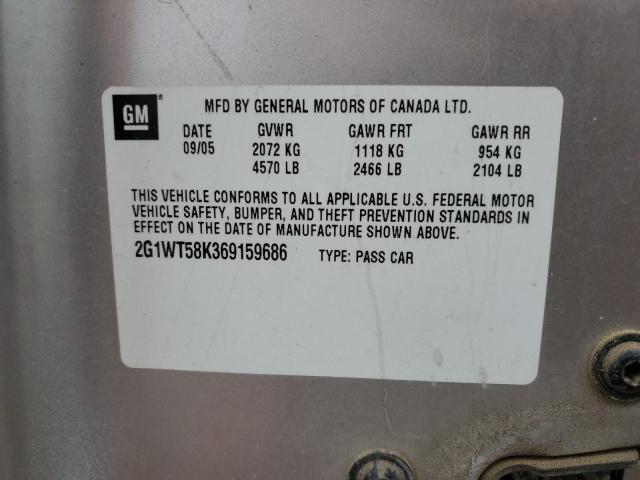 GM
MFD BY GENERAL MOTORS OF CANADA LTD.
DATE GVWR GAWR FRT GAWR RR
09/05 2072 KG 1118 KG 954 KG
4570 LB 2466 LB 2104 LB
THIS VEHICLE CONFORMS TO ALL APPLICABLE U.S. FEDERAL MOTOR
VEHICLE SAFETY, BUMPER, AND THEFT PREVENTION STANDARDS IN
EFFECT ON THE DATE OF MANUFACTURE SHOWN ABOVE.
2G1WT58K369159686 TYPE: PASS CAR